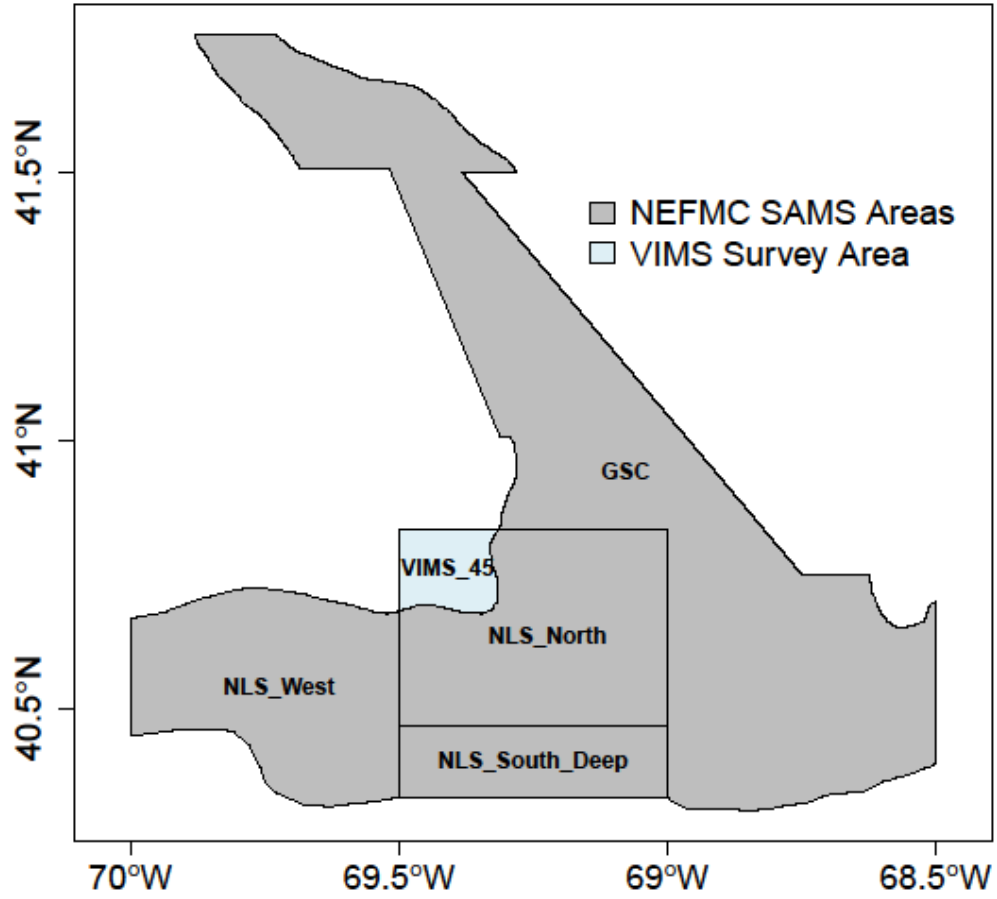 41.5°N
NEFMC SAMS Areas
VIMS Survey Area
41°N
GSC
VIMS_45
NLS_North
NLS_West
40.5°N
NLS_South_Deep
70°W 69.5°W 69°W 68.5°W